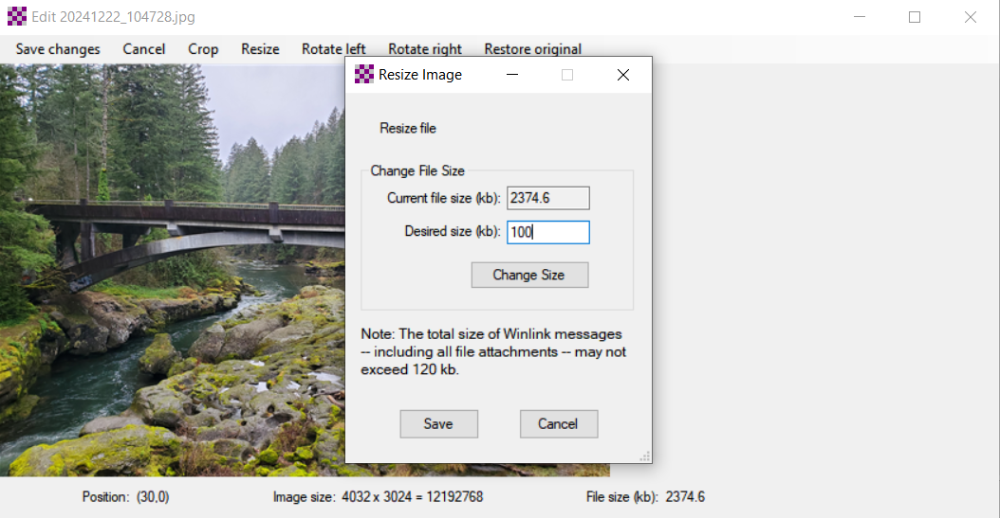 Edit 20241222_104728.jpg
Save changes Cancel Crop Resize Rotate left Rotate right Restore original
Resize Image
Resize file
Change File Size
Current file size (kb): 2374.6
Desired size (kb): 100
Change Size
Note: The total size of Winlink messages
-- including all file attachments -- may not
exceed 120 kb.
Save Cancel
Position: (30,0) Image size: 4032 x 3024 = 12192768 File size (kb): 2374.6